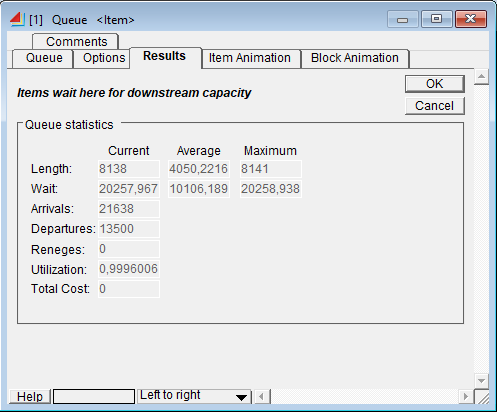 [1] Queue <Item>
Comments
Queue Options Results Item Animation Block Animation
OK
Items wait here for downstream capacity
Cancel
Queue statistics
Current Average Maximum
Length: 8138 4050,2216 8141
Wait: 20257,967 10106,189 20258,938
Arrivals: 21638
Departures: 13500
Reneges: 0
Utilization: 0,9996006
Total Cost: 0
Help Left to right